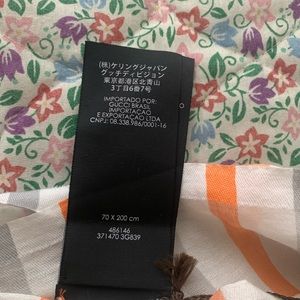 (株)ケリングジャパン
グッチディビジョン
東京都港区北青山
3丁目6番7号
IMPORTADO POR:
GUCCI BRASIL
IMPORTACAO
E EXPORTACAO LTDA
CNPJ: 08.338.986/0001-16
70 X 200 cm
486146
371470 3G839